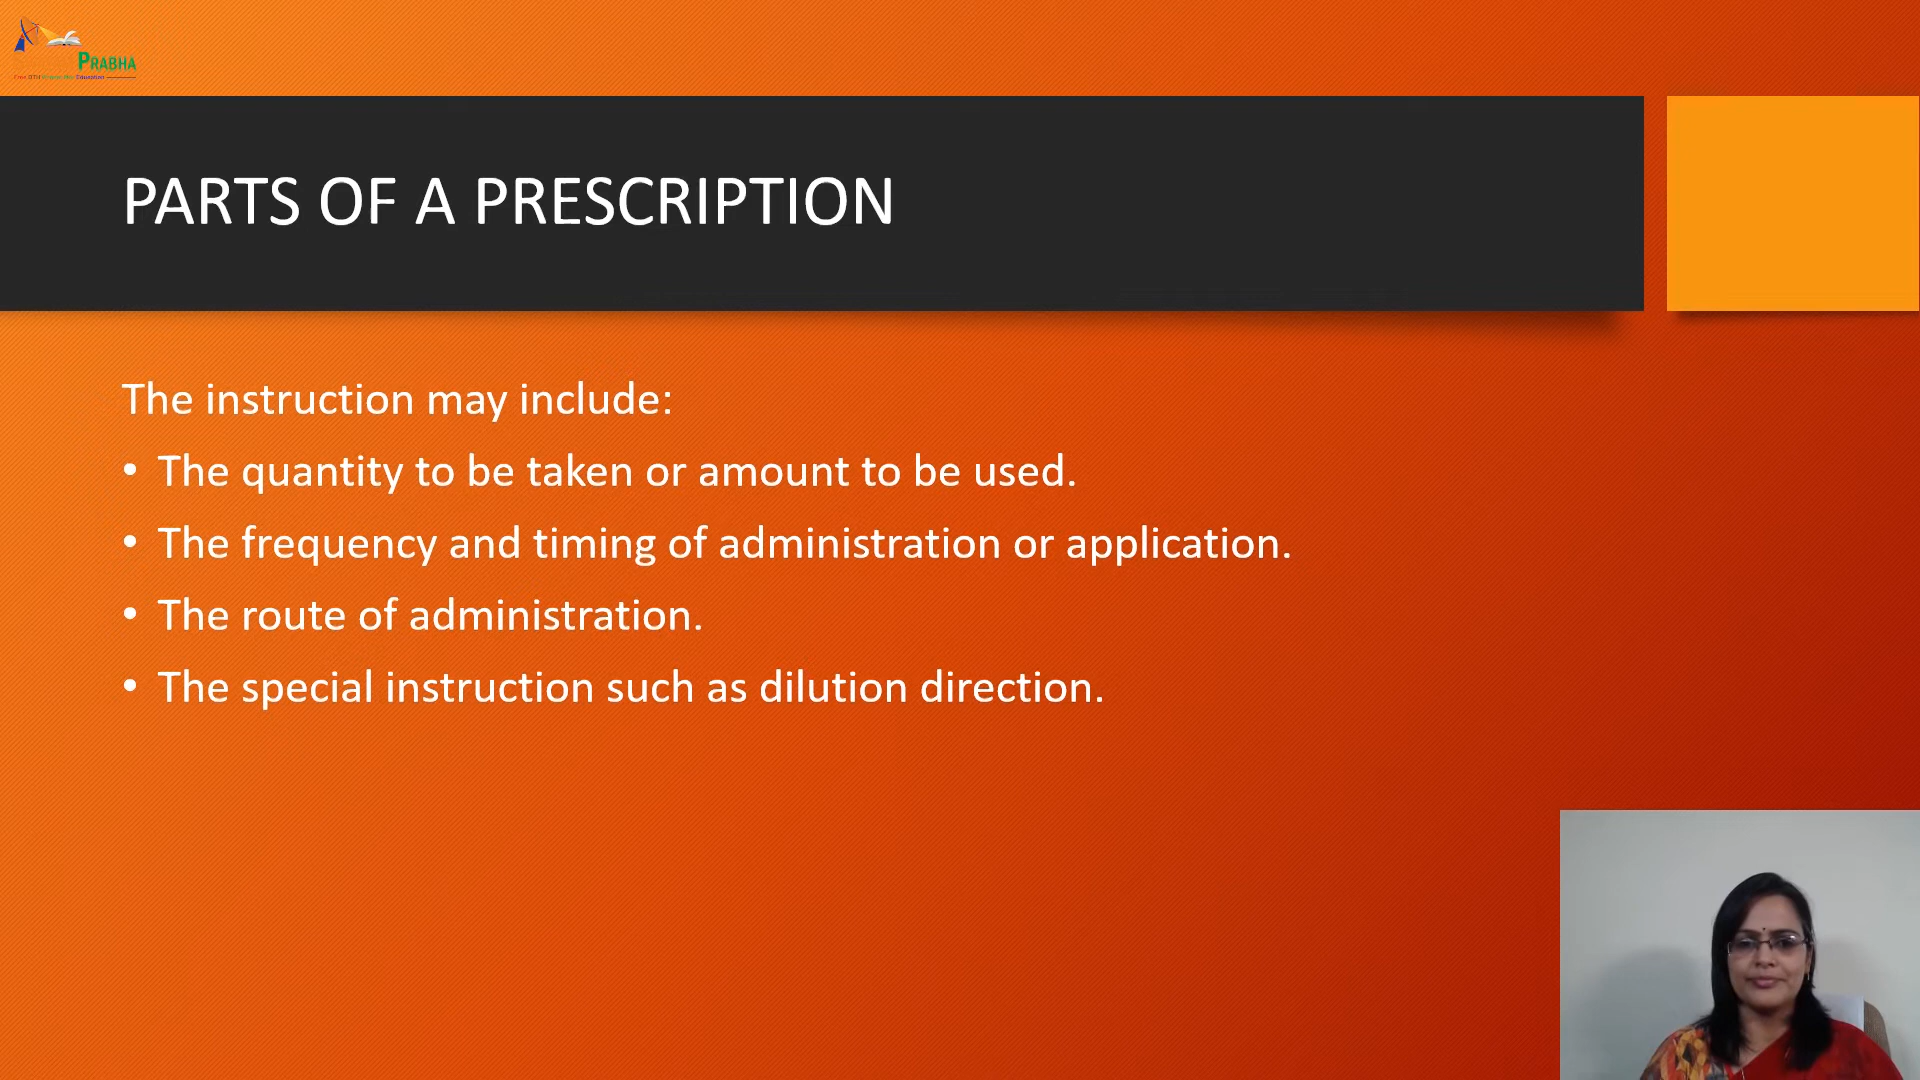 PRABHA
PARTS OF A PRESCRIPTION
The instruction may include:
• The quantity to be taken or amount to be used.
• The frequency and timing of administration or application.
• The route of administration.
• The special instruction such as dilution direction.